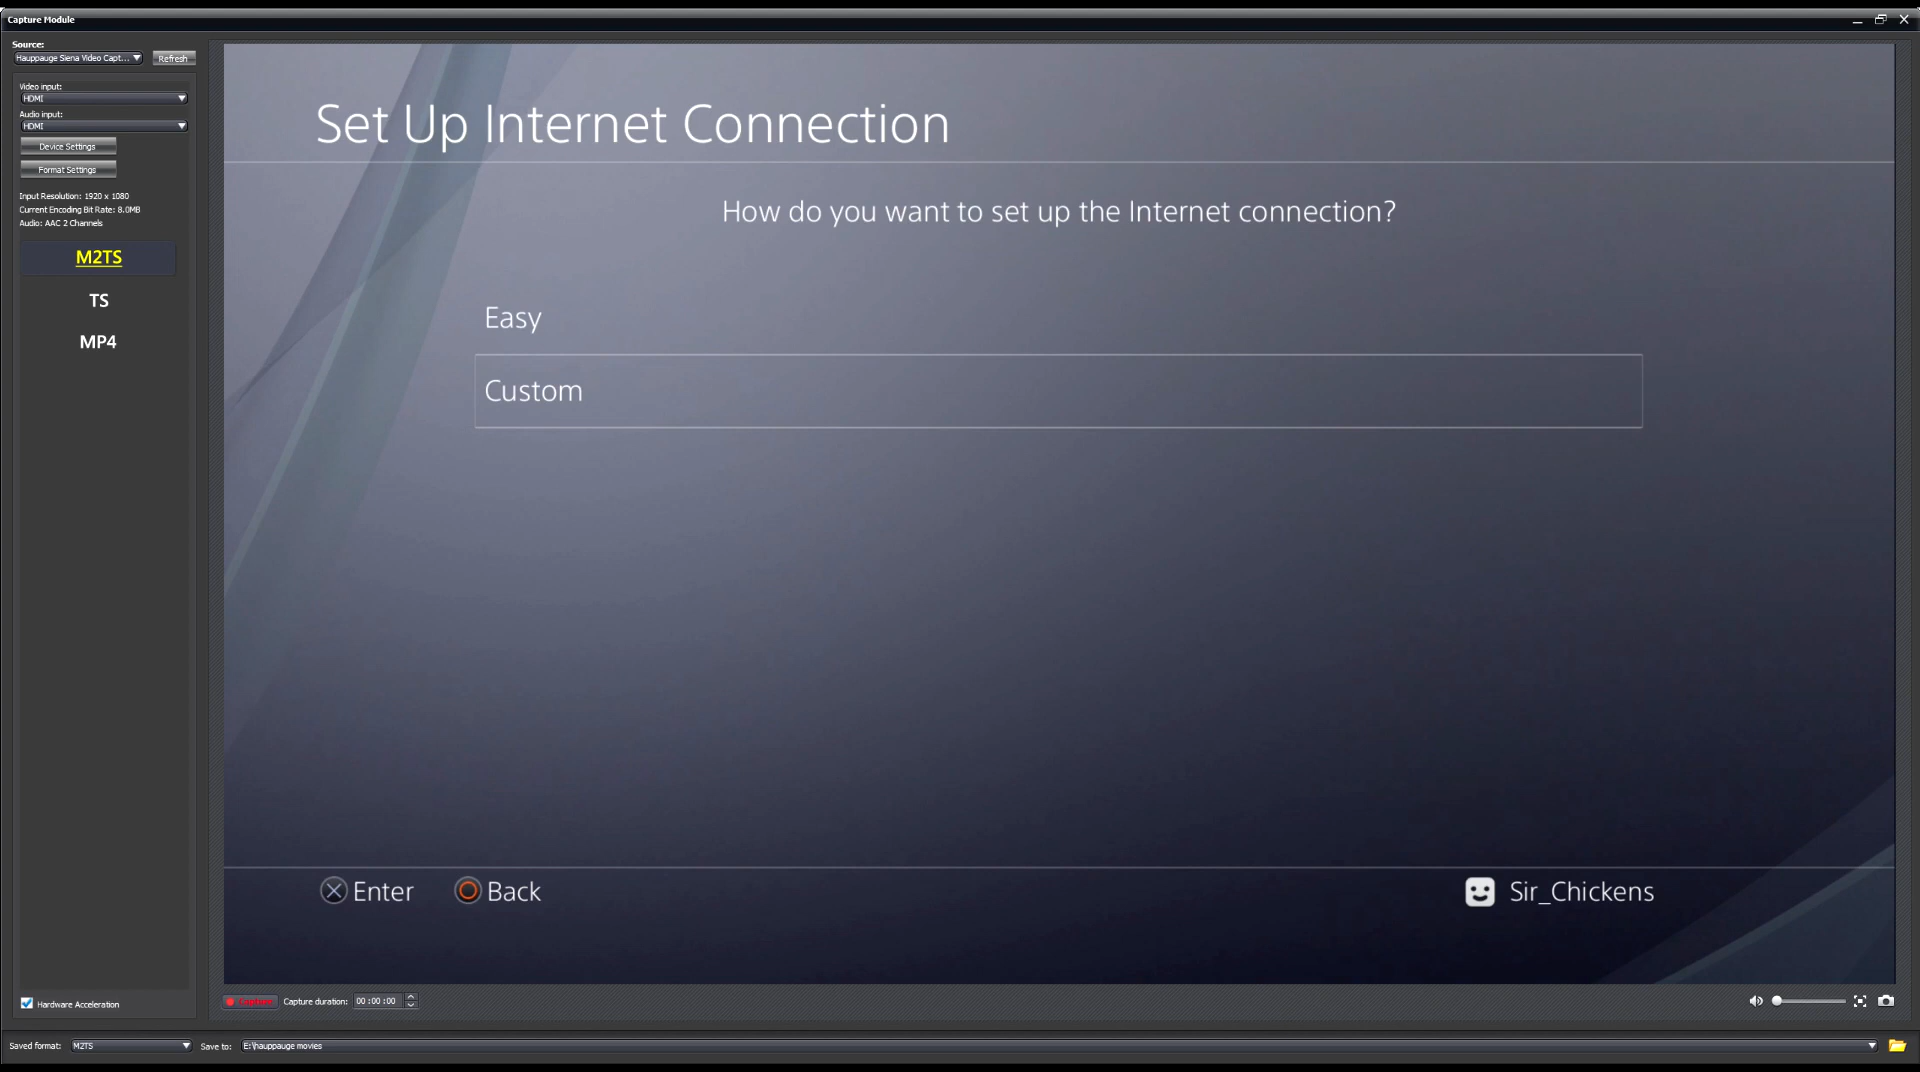 Capture Module
Source:
Hauppauge Siena Video Capt...
Refresh
Video input:
HDMI
Audio input:
HDMI
Device Settings
Format Settings
Input Resolution: 1920 x 1080
Current Encoding Bit Rate: 8.0MB
Audio: AAC 2 Channels
M2TS
TS
MP4
Hardware Acceleration
Set Up Internet Connection
How do you want to set up the Internet connection?
Easy
Custom
Enter
Back
Sir_Chickens
Capture
Capture duration:
00 :00 :00
Saved format:
M2TS
Save to:
E:\hauppauge movies